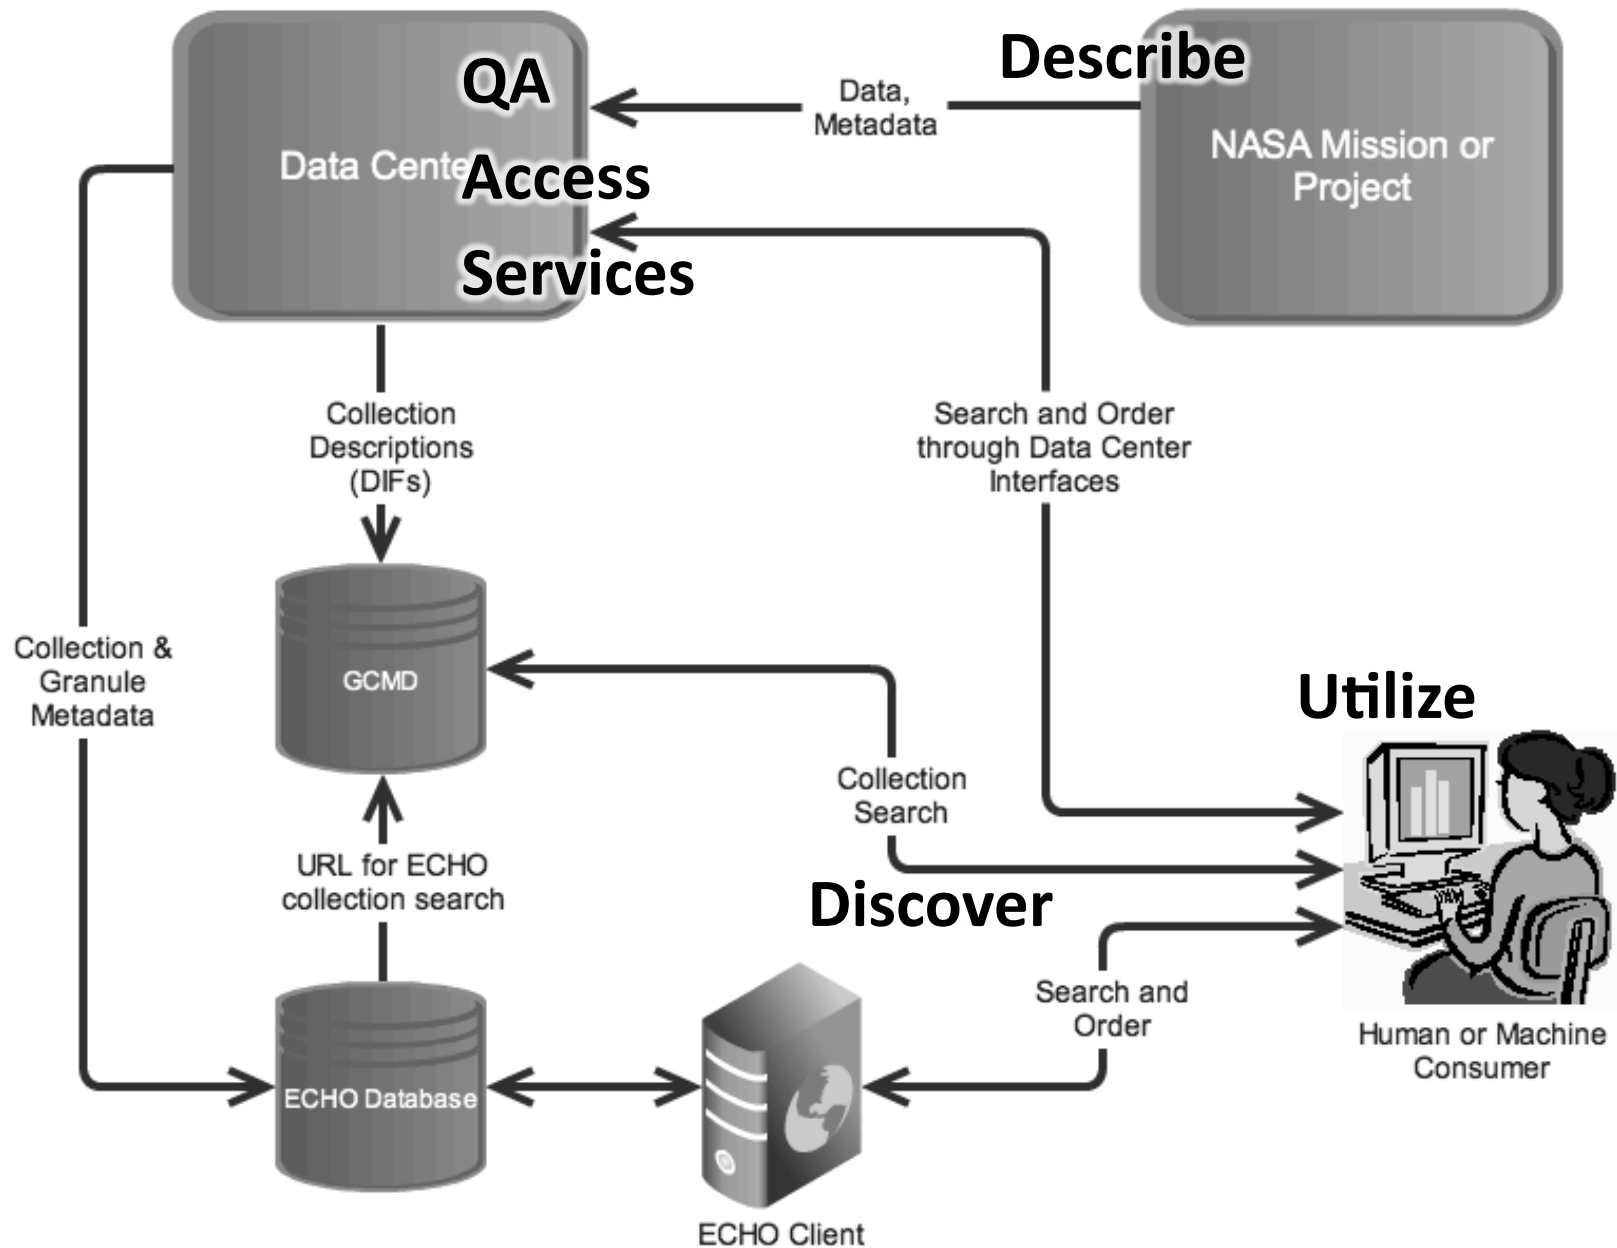 Describe
QA
Data,
Metadata
NASA Mission or
Project
Data Cente
Access
Services
Collection
Descriptions
(DIFs)
Search and Order
through Data Center
Interfaces
Collection &
Granule
Metadata
GCMD
Utilize
Collection
Search
URL for ECHO
collection search
Discover
Search and
Order
Human or Machine
Consumer
ECHO Database
ECHO Client